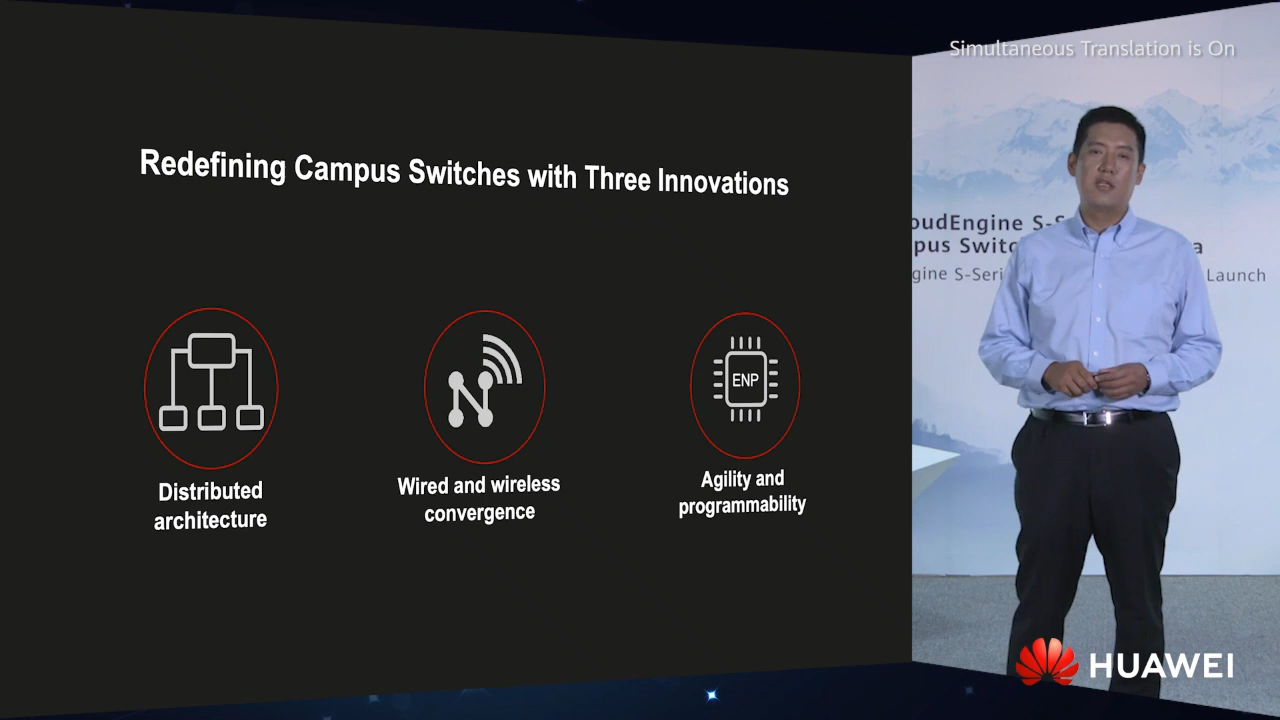 Simultaneous Translation is On
Redefining Campus Switches with Three Innovations
ENP
Distributed
architecture
Wired and wireless
convergence
Agility and
programmability
Launch
HUAWEI